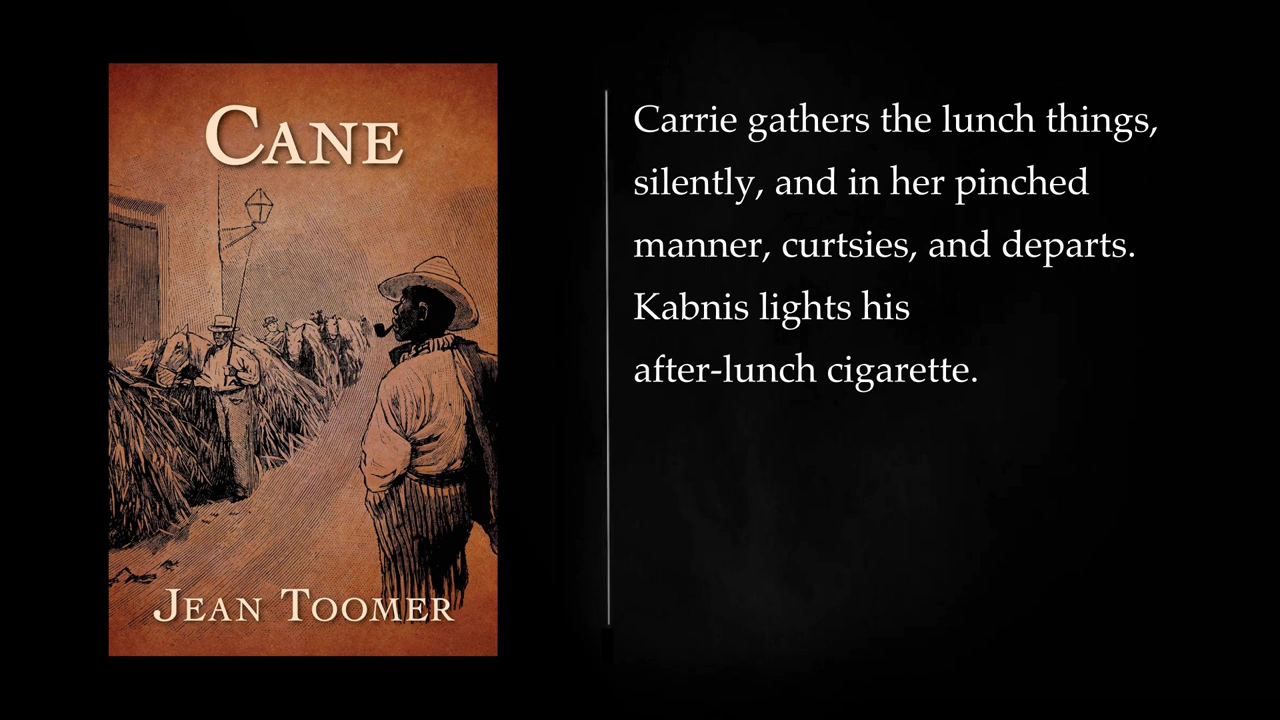 CANE
JEAN TOOMER
Carrie gathers the lunch things,
silently, and in her pinched
manner, curtsies, and departs.
Kabnis lights his
after-lunch cigarette.